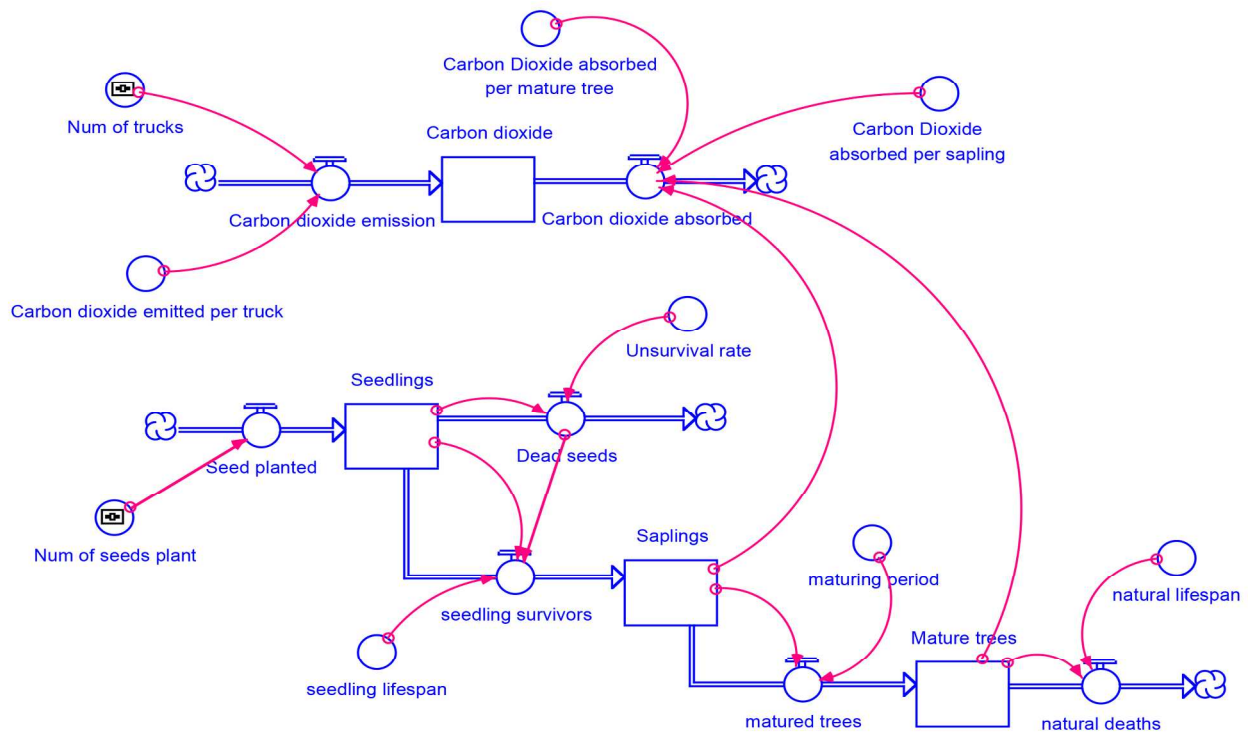 Carbon Dioxide absorbed
per mature tree
Num of trucks
Carbon dioxide
Carbon Dioxide
absorbed per sapling
Carbon dioxide emission
Carbon dioxide absorbed
Carbon dioxide emitted per truck
Unsurvival rate
Seedlings
Seed planted
Dead seeds
Num of seeds plant
Saplings
maturing period
natural lifespan
seedling survivors
Mature trees
seedling lifespan
matured trees
natural deaths